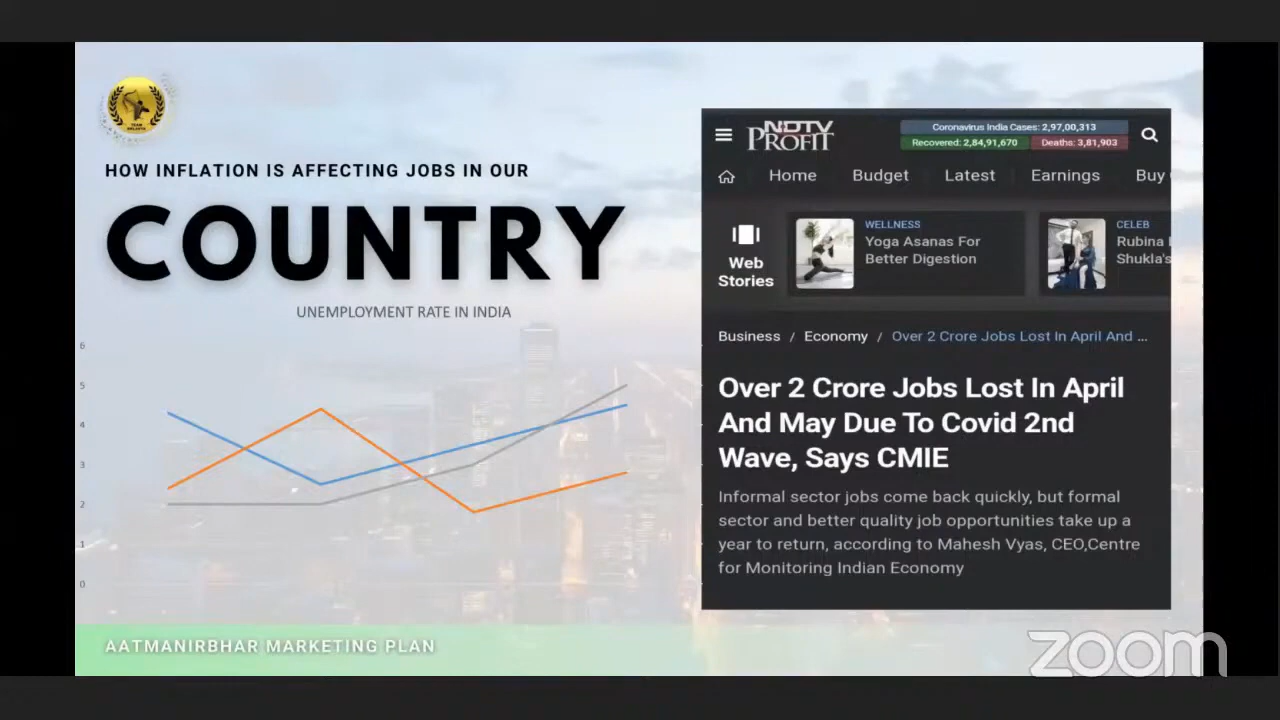 HOW INFLATION IS AFFECTING JOBS IN OUR
COUNTRY
UNEMPLOYMENT RATE IN INDIA
6
5
4
3
2
1
0
AATMANIRBHAR MARKETING PLAN
NDTV
PROFIT
Coronavirus India Cases: 2,97,00,313
Recovered: 2,84,91,670 Deaths: 3,81,903
Home Budget Latest Earnings Buy
Web
Stories
WELLNESS
Yoga Asanas For
Better Digestion
CELEB
Rubina
Shukla's
Business / Economy / Over 2 Crore Jobs Lost In April And ...
Over 2 Crore Jobs Lost In April
And May Due To Covid 2nd
Wave, Says CMIE
Informal sector jobs come back quickly, but formal
sector and better quality job opportunities take up a
year to return, according to Mahesh Vyas, CEO,Centre
for Monitoring Indian Economy
zoom